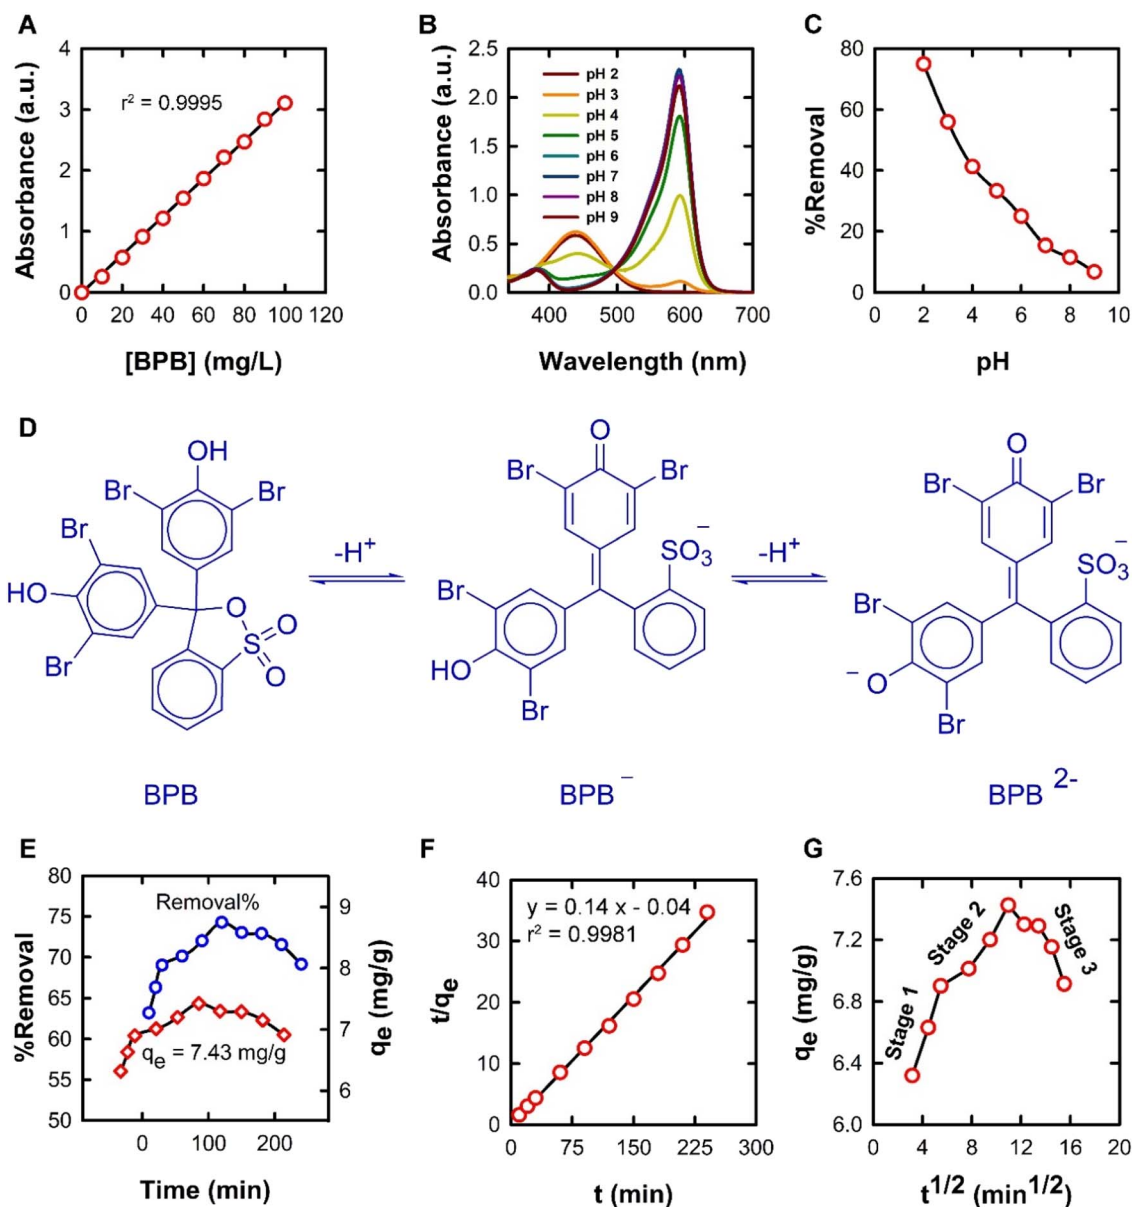 A
Absorbance (a.u.)
4
3
2
1
0
r² = 0.9995
0 20 40 60 80 100 120
[BPB] (mg/L)
B
Absorbance (a.u.)
2.5
2.0
1.5
1.0
0.5
0.0
pH 2
pH 3
pH 4
pH 5
pH 6
pH 7
pH 8
pH 9
400 500 600 700
Wavelength (nm)
C
%Removal
80
60
40
20
0
0 2 4 6 8 10
pH
D
OH
Br
Br
Br
HO
Br
O
S
O
O
BPB
-H⁺
O
Br
Br
SO₃⁻
Br
HO
Br
BPB⁻
-H⁺
O
Br
Br
SO₃⁻
Br
⁻O
Br
BPB²⁻
E
%Removal
80
75
70
65
60
55
50
Removal%
qₑ = 7.43 mg/g
9
8
7
6
qₑ (mg/g)
0 100 200
Time (min)
F
t/qₑ
40
30
20
10
0
y = 0.14 x - 0.04
r² = 0.9981
0 75 150 225 300
t (min)
G
qₑ (mg/g)
7.6
7.2
6.8
6.4
6.0
Stage 1
Stage 2
Stage 3
0 4 8 12 16 20
t^1/2 (min^1/2)